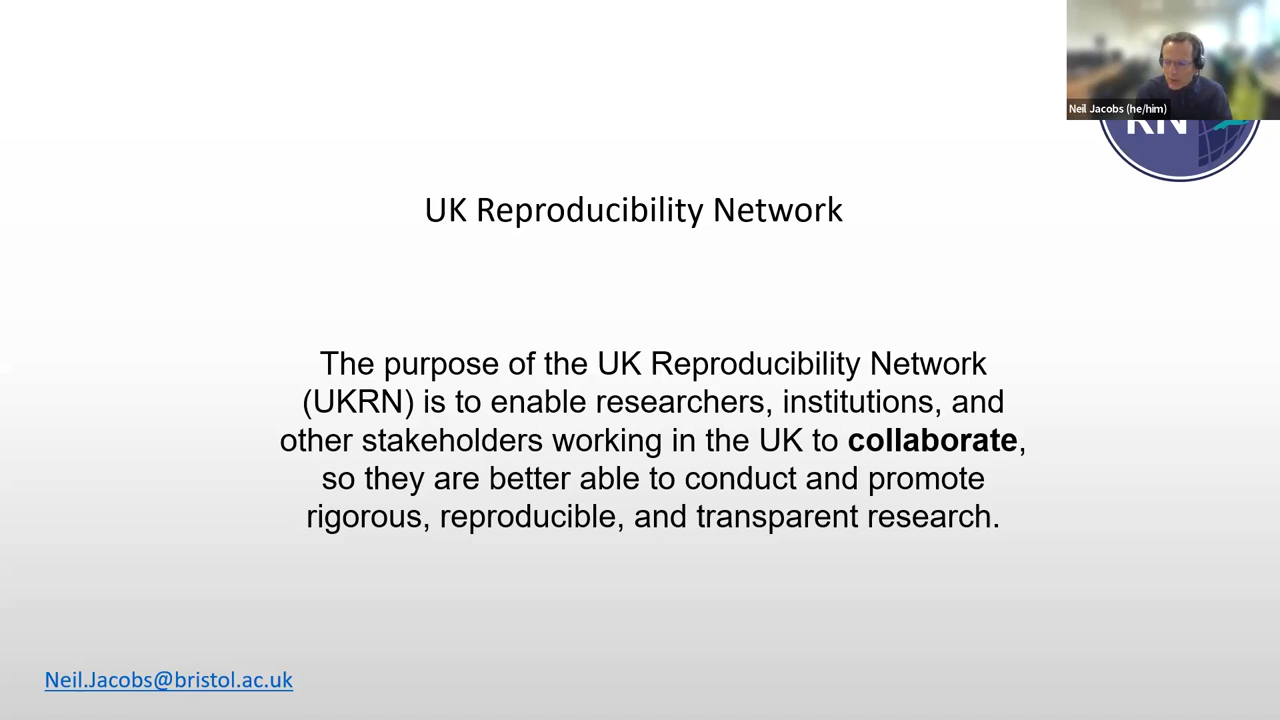 Neil Jacobs (he/him)
RN
UK Reproducibility Network
The purpose of the UK Reproducibility Network
(UKRN) is to enable researchers, institutions, and
other stakeholders working in the UK to collaborate,
so they are better able to conduct and promote
rigorous, reproducible, and transparent research.
Neil.Jacobs@bristol.ac.uk